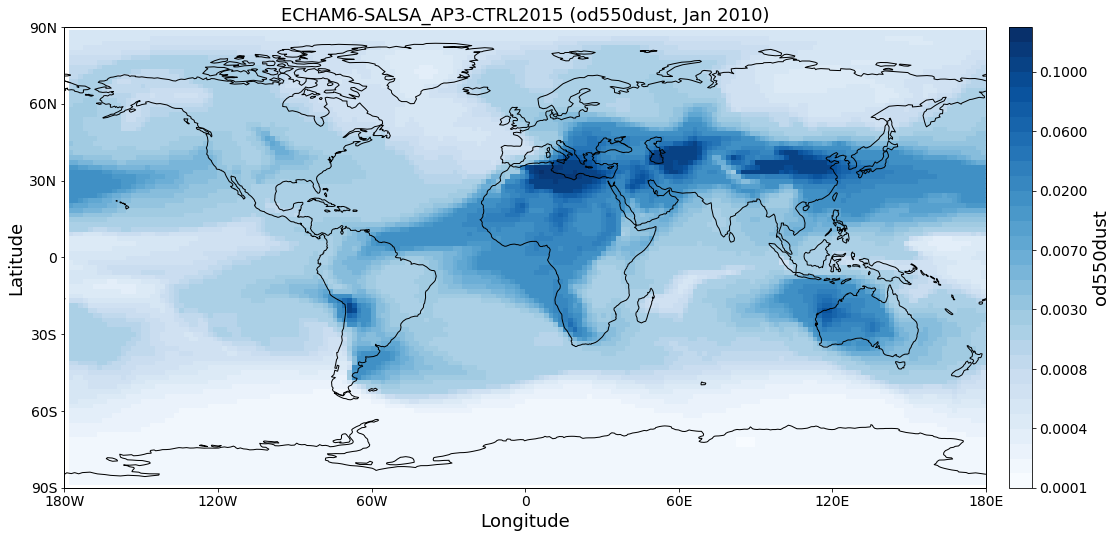 ECHAM6-SALSA_AP3-CTRL2015 (od550dust, Jan 2010)
90N
60N
30N
0
30S
60S
90S
Latitude
180W
120W
60W
0
60E
120E
180E
Longitude
0.1000
0.0600
0.0200
0.0070
0.0030
0.0008
0.0004
0.0001
od550dust